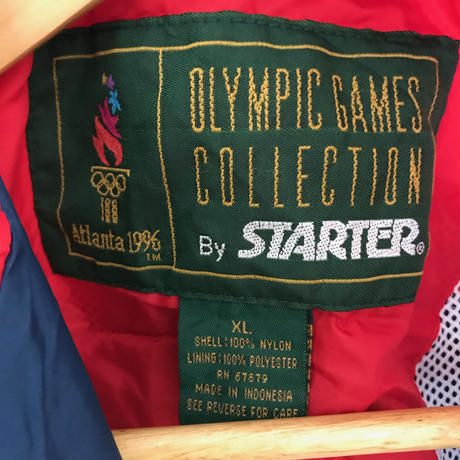 Atlanta 1996
TM
OLYMPIC GAMES
COLLECTION
By STARTER®
XL
SHELL: 100% NYLON
LINING: 100% POLYESTER
RN 67879
MADE IN INDONESIA
SEE REVERSE FOR CARE